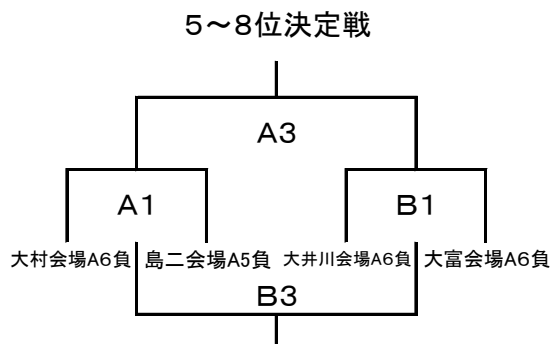 ５～８位決定戦
A3
A1
B1
大村会場A6負
島二会場A5負
大井川会場A6負
大富会場A6負
B3